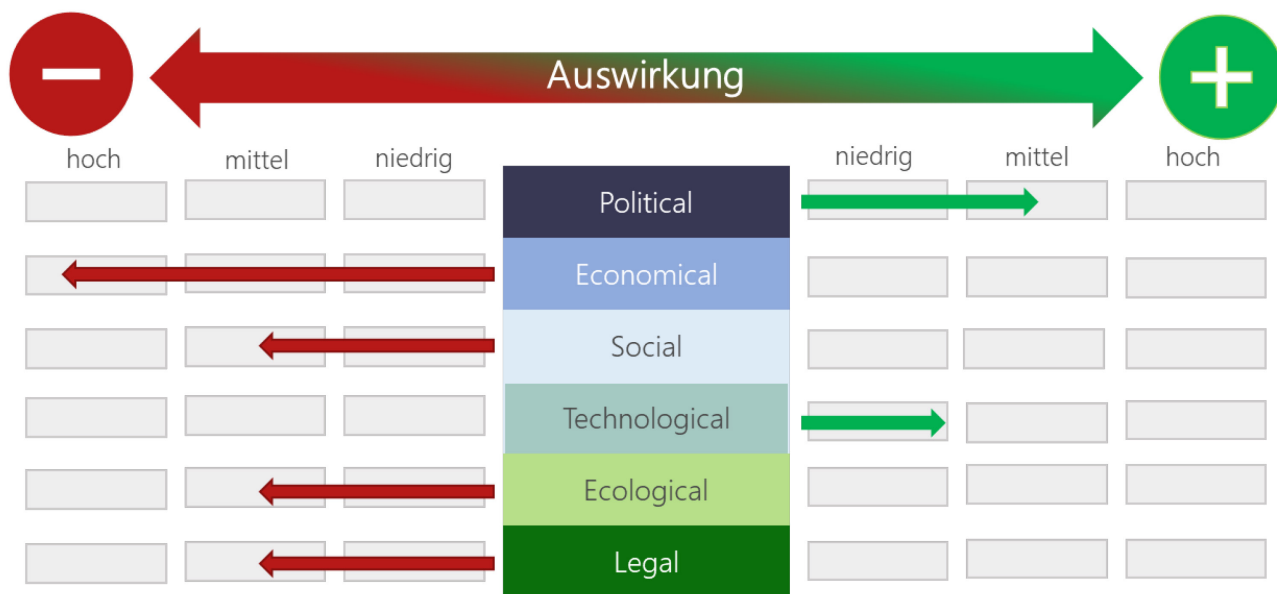 Auswirkung
hoch mittel niedrig niedrig mittel hoch
Political
Economical
Social
Technological
Ecological
Legal